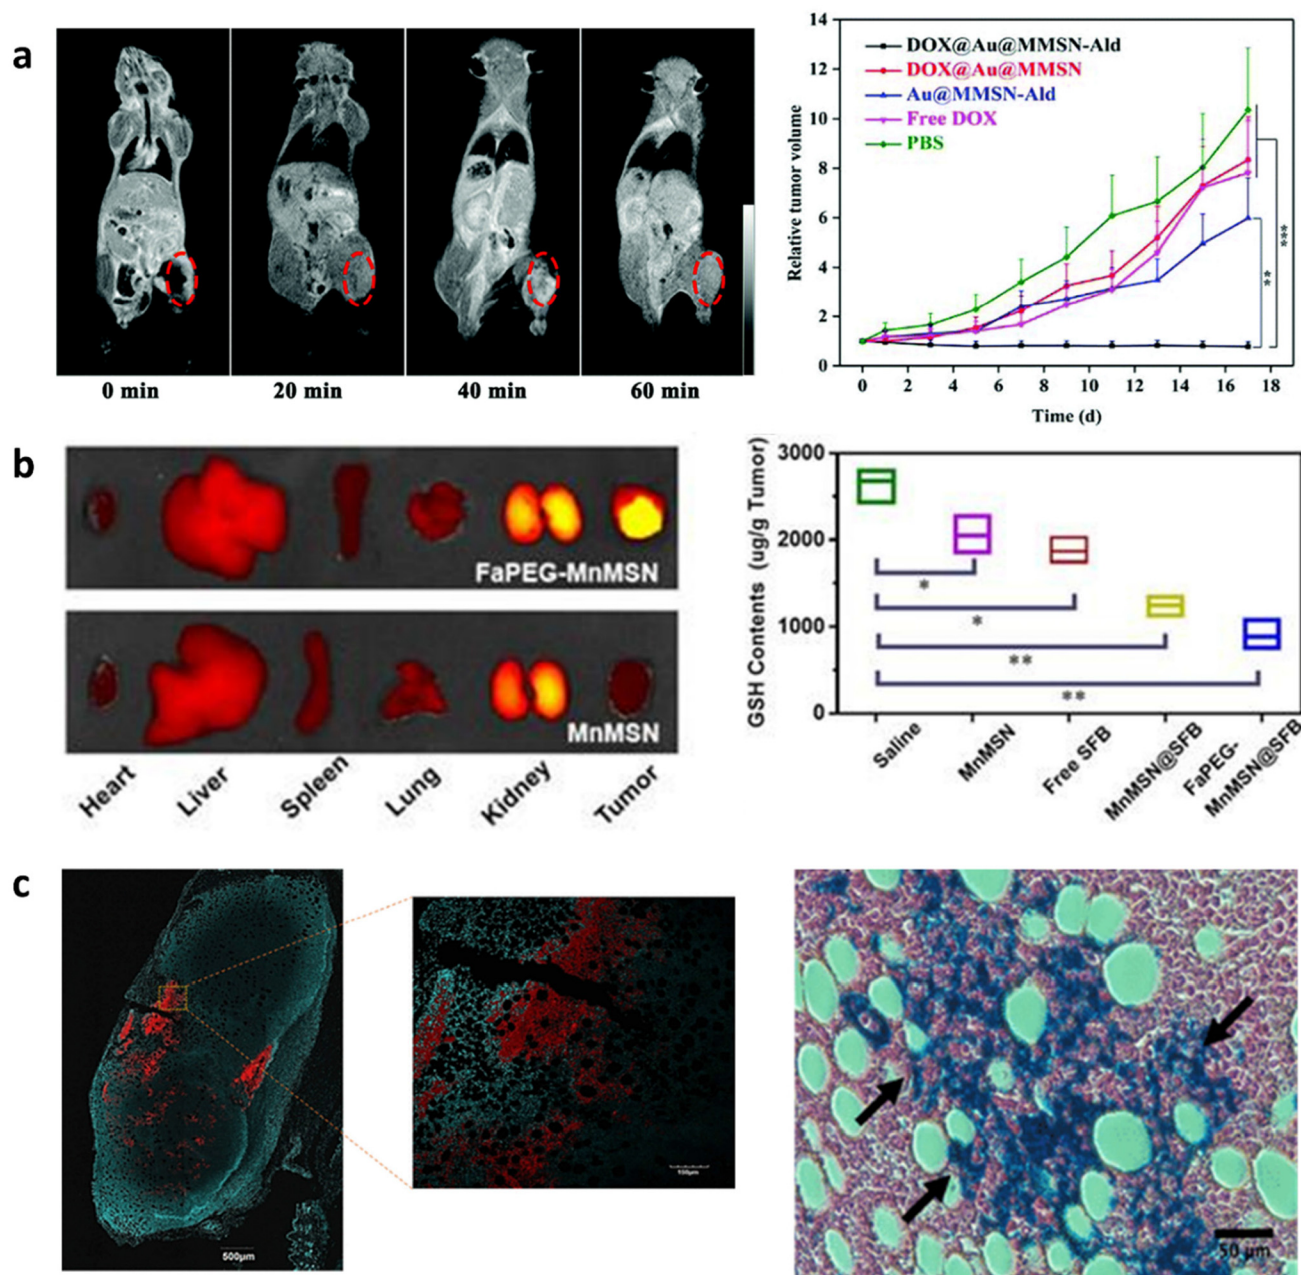 a
0 min
20 min
40 min
60 min
Relative tumor volume
14
12
10
8
6
4
2
0
DOX@Au@MMSN-Ald
DOX@Au@MMSN
Au@MMSN-Ald
Free DOX
PBS
***
**
0 2 4 6 8 10 12 14 16 18
Time (d)
b
FaPEG-MnMSN
MnMSN
Heart
Liver
Spleen
Lung
Kidney
Tumor
GSH Contents (ug/g Tumor)
3000
2000
1000
0
*
*
**
**
Saline
MnMSN
Free SFB
MnMSN@SFB
FaPEG-
MnMSN@SFB
c
500μm
100μm
50 μm